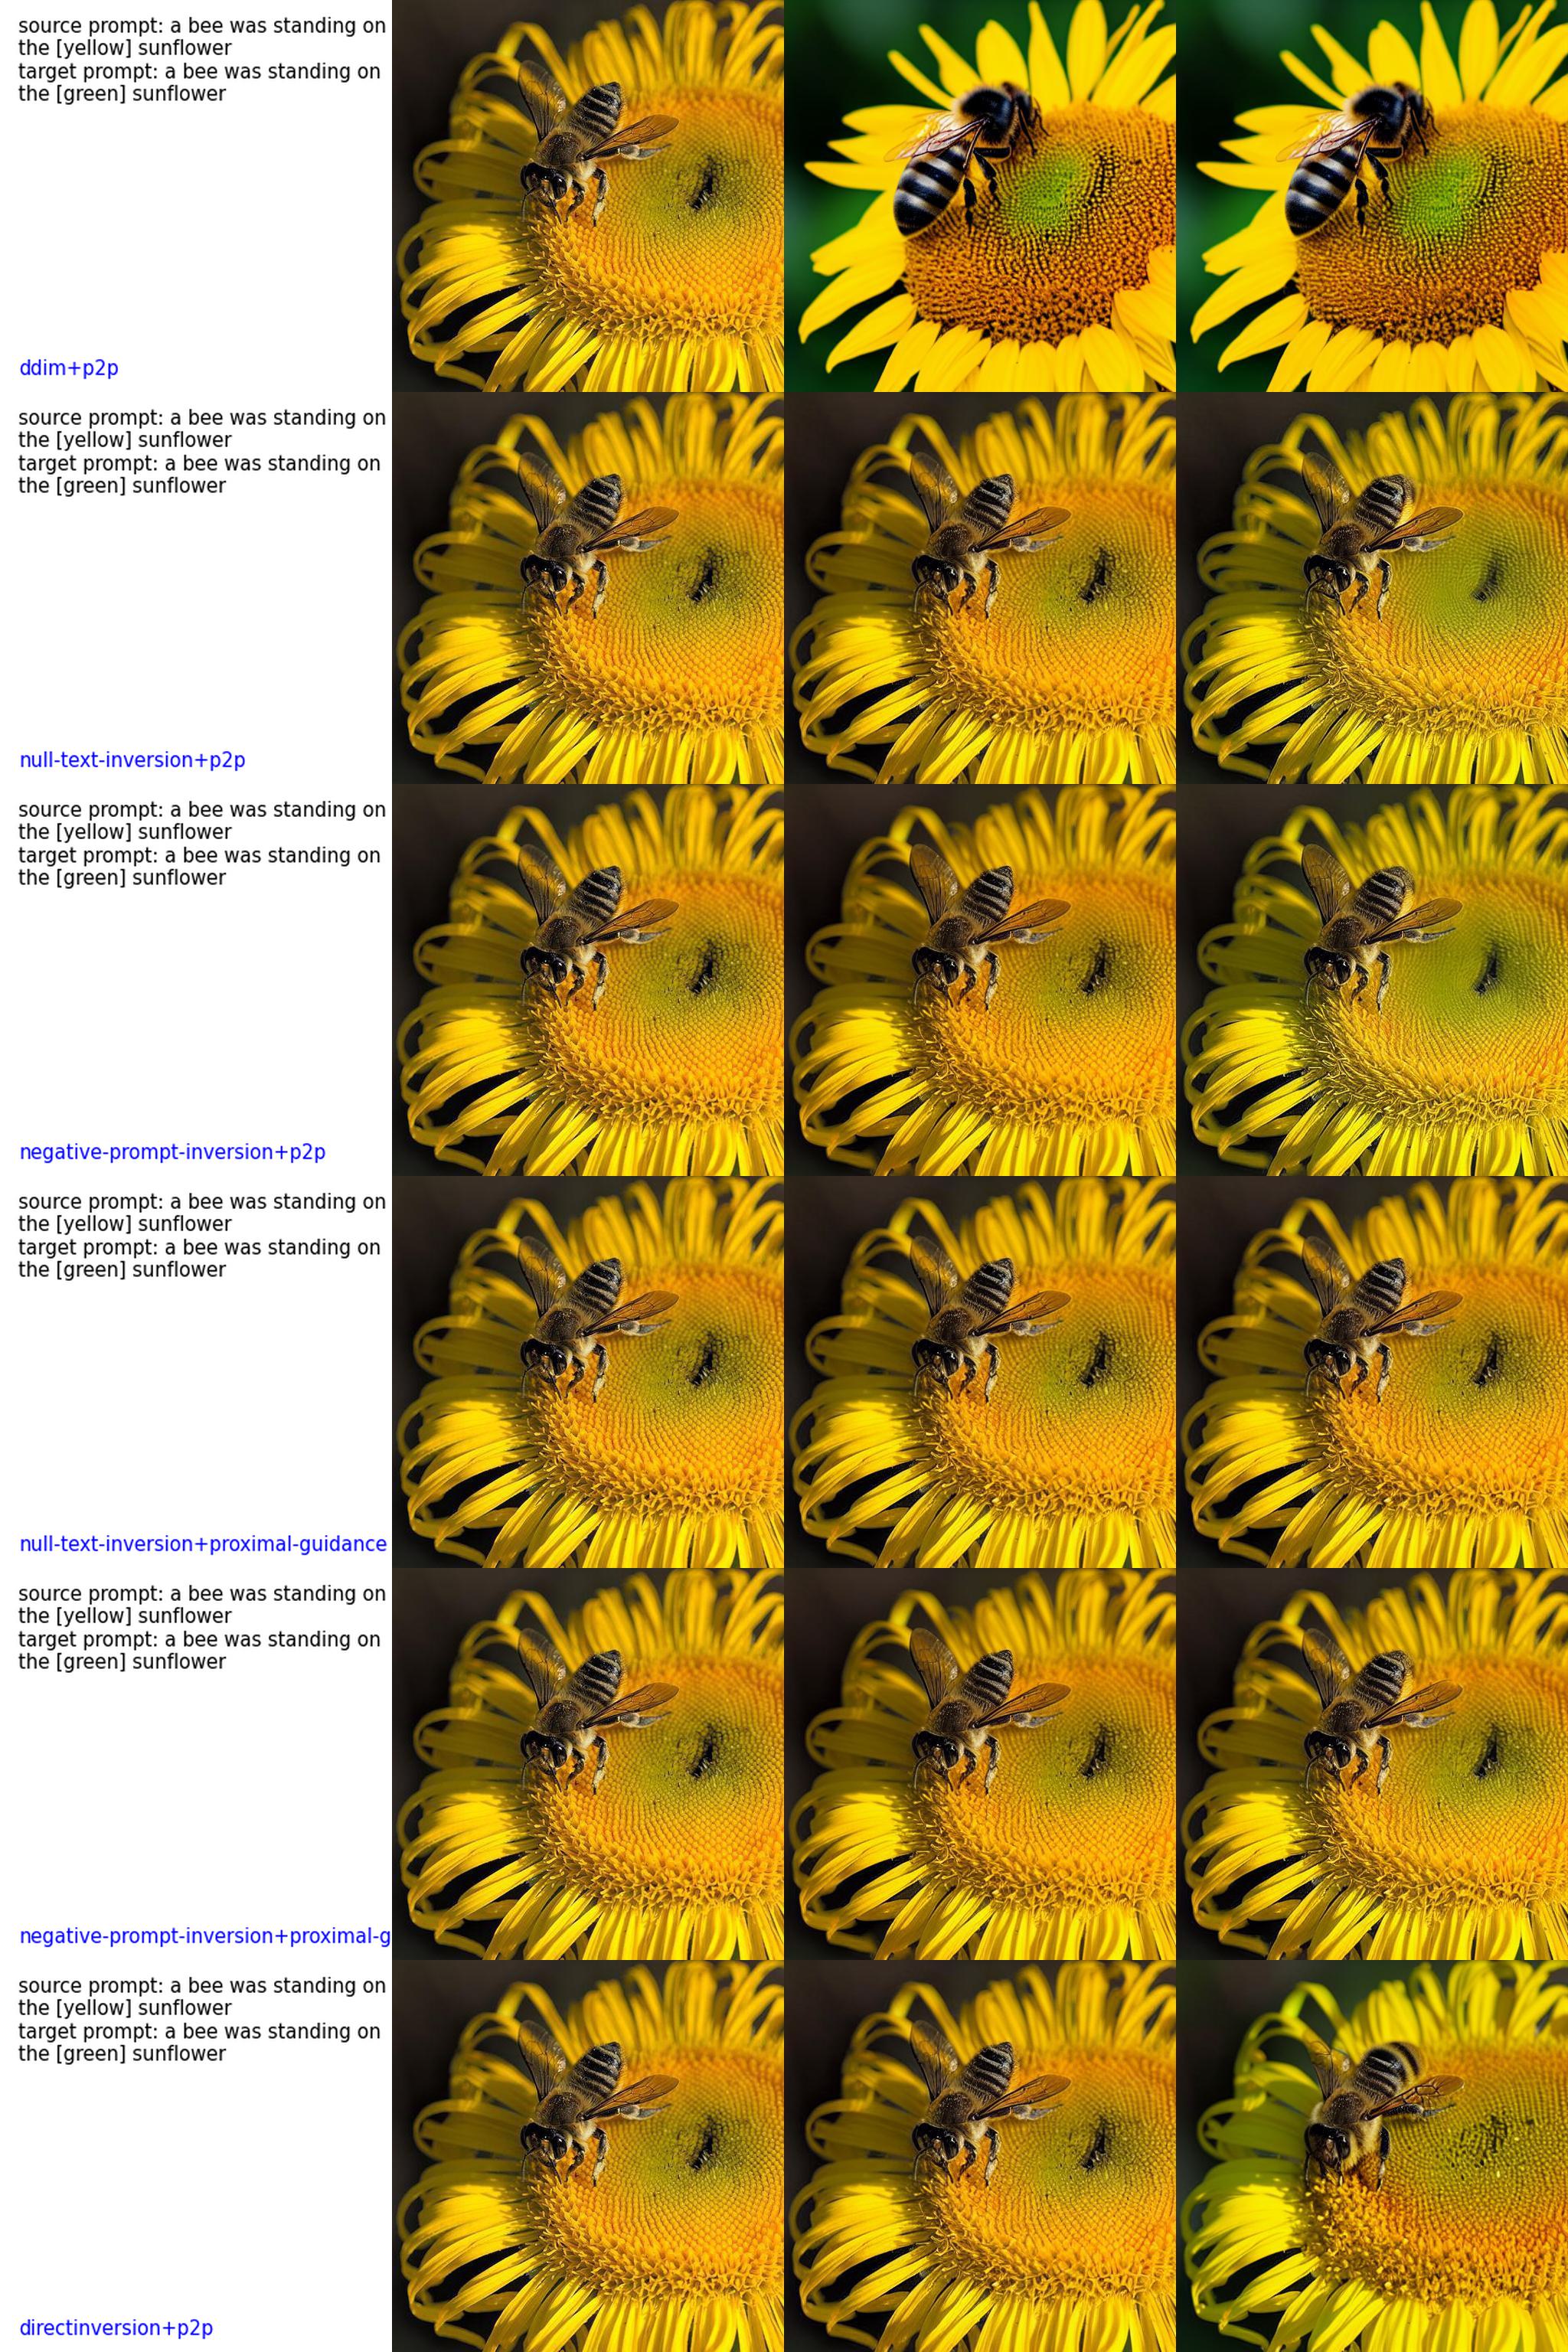 source prompt: a bee was standing on
the [yellow] sunflower
target prompt: a bee was standing on
the [green] sunflower
ddim+p2p
source prompt: a bee was standing on
the [yellow] sunflower
target prompt: a bee was standing on
the [green] sunflower
null-text-inversion+p2p
source prompt: a bee was standing on
the [yellow] sunflower
target prompt: a bee was standing on
the [green] sunflower
negative-prompt-inversion+p2p
source prompt: a bee was standing on
the [yellow] sunflower
target prompt: a bee was standing on
the [green] sunflower
null-text-inversion+proximal-guidance
source prompt: a bee was standing on
the [yellow] sunflower
target prompt: a bee was standing on
the [green] sunflower
negative-prompt-inversion+proximal-g
source prompt: a bee was standing on
the [yellow] sunflower
target prompt: a bee was standing on
the [green] sunflower
directinversion+p2p